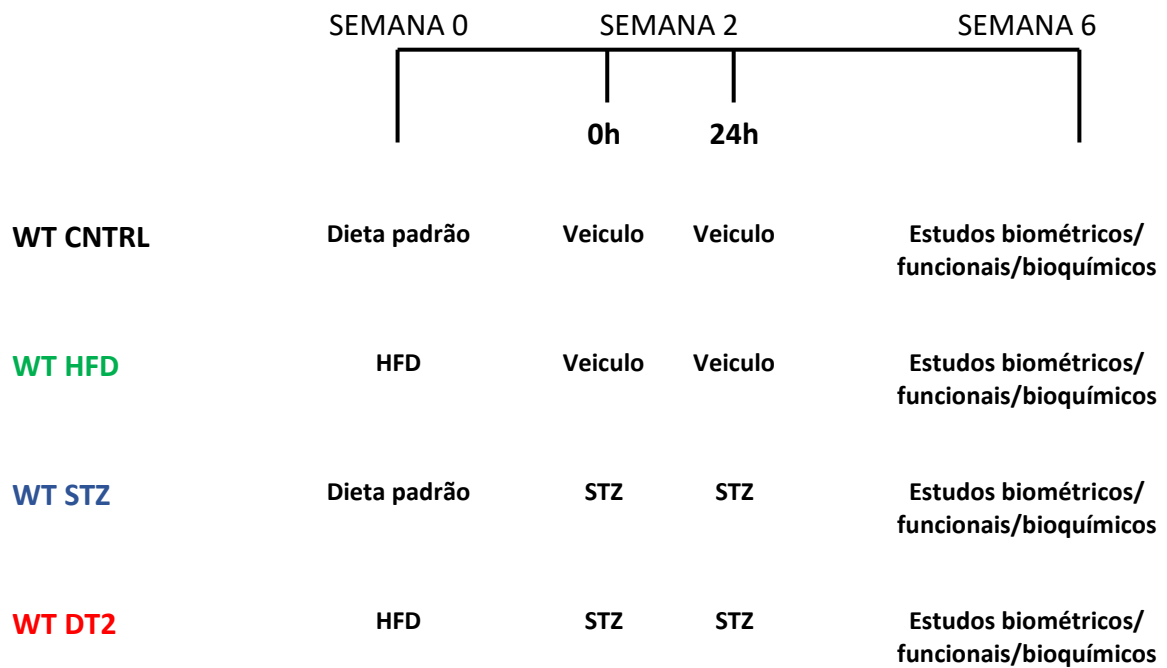 SEMANA 0 SEMANA 2 SEMANA 6
0h 24h
WT CNTRL Dieta padrão Veiculo Veiculo Estudos biométricos/
funcionais/bioquímicos
WT HFD HFD Veiculo Veiculo Estudos biométricos/
funcionais/bioquímicos
WT STZ Dieta padrão STZ STZ Estudos biométricos/
funcionais/bioquímicos
WT DT2 HFD STZ STZ Estudos biométricos/
funcionais/bioquímicos